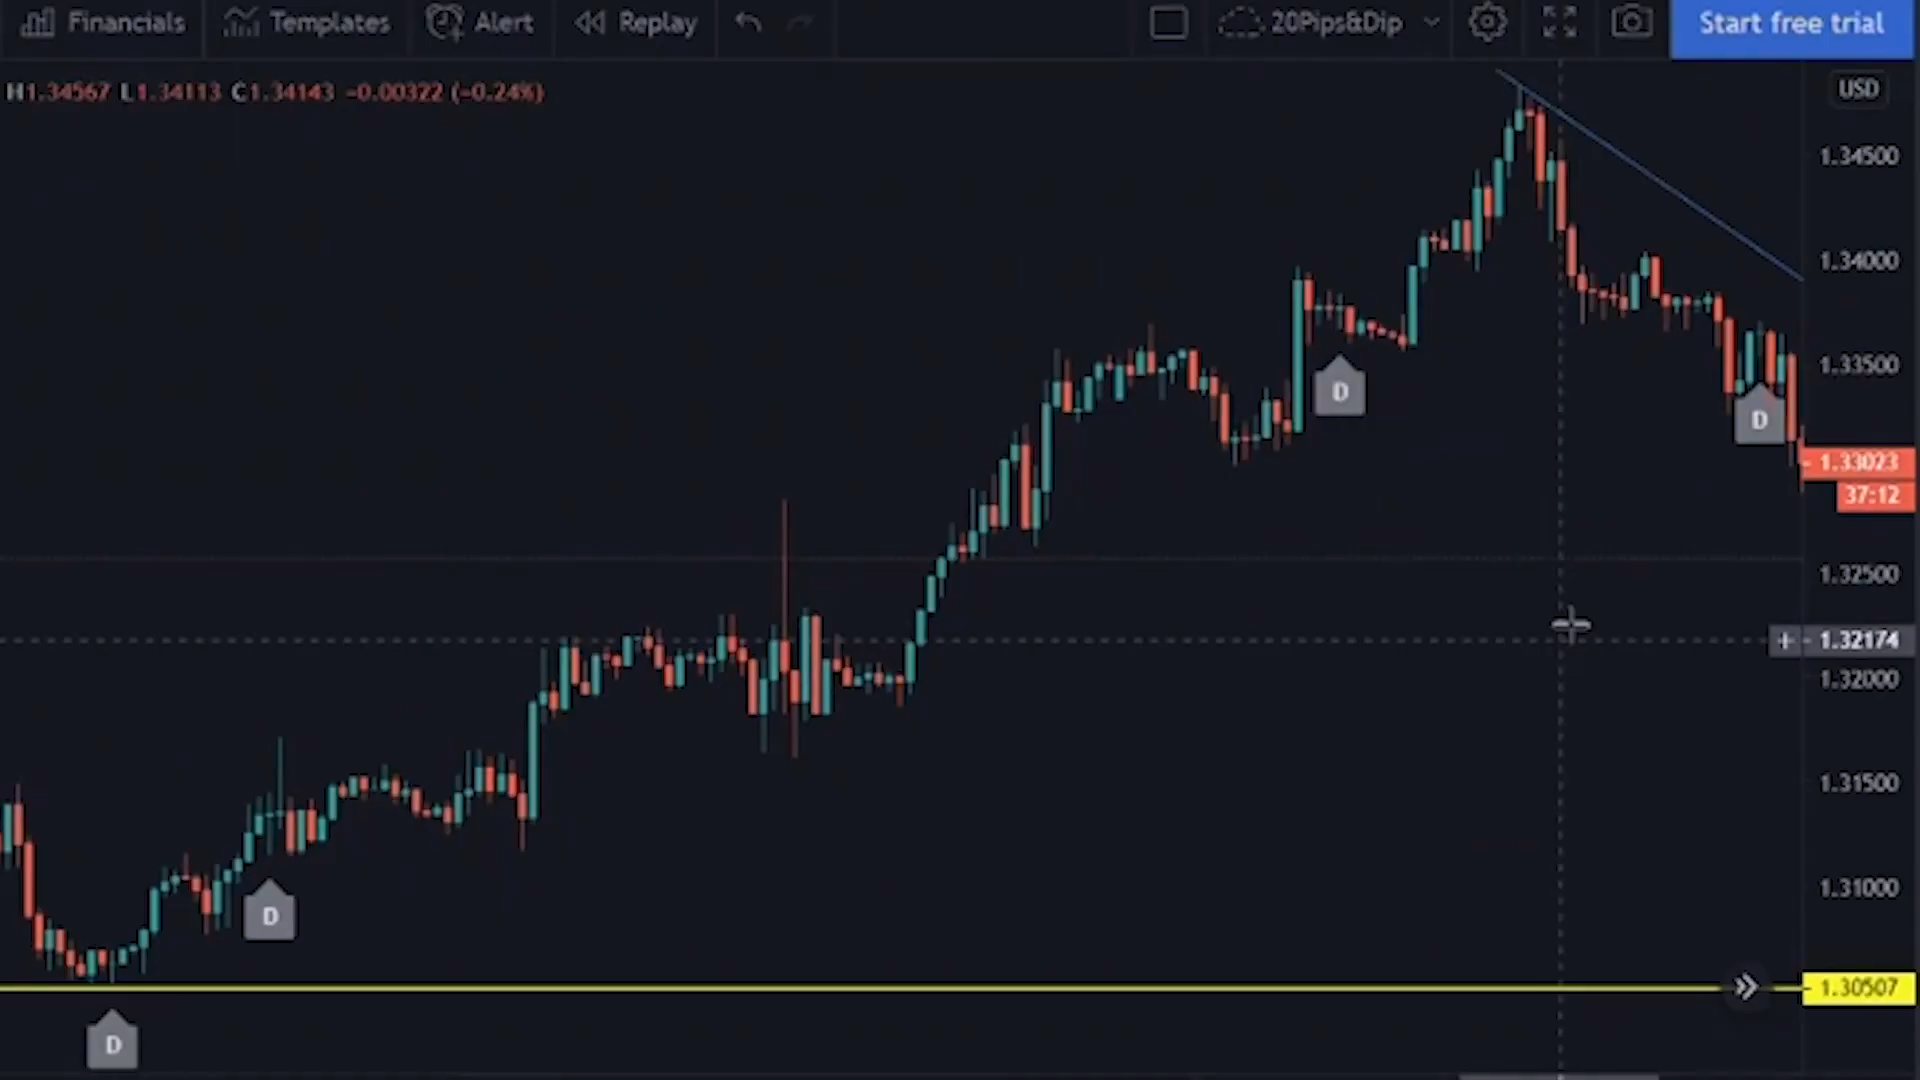 Financials Templates Alert Replay 20Pips&Dip Start free trial
H1.34567 L1.34113 C1.34143 -0.00322 (-0.24%)
USD
1.34500
1.34000
1.33500
D
D
1.33023
37:12
1.32500
1.32174
1.32000
1.31500
1.31000
D
1.30507
D